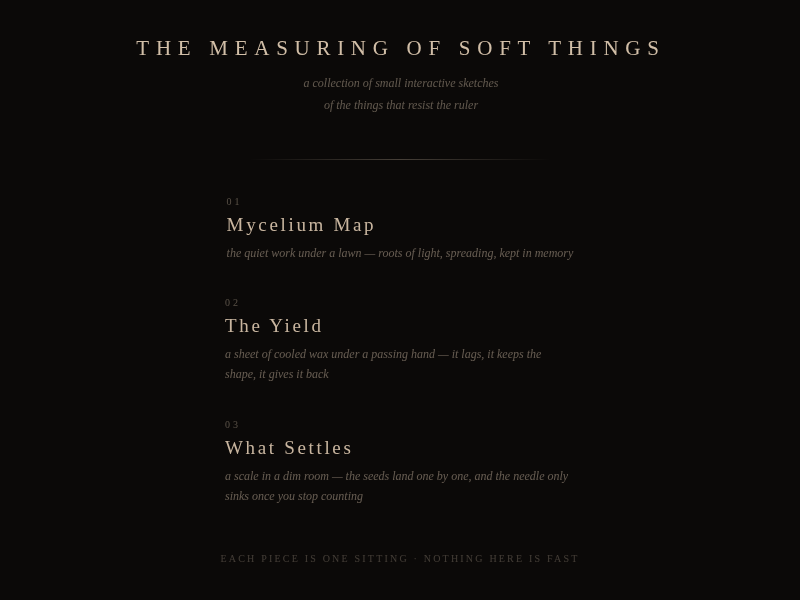 THE MEASURING OF SOFT THINGS
a collection of small interactive sketches
of the things that resist the ruler
01
Mycelium Map
the quiet work under a lawn — roots of light, spreading, kept in memory
02
The Yield
a sheet of cooled wax under a passing hand — it lags, it keeps the
shape, it gives it back
03
What Settles
a scale in a dim room — the seeds land one by one, and the needle only
sinks once you stop counting
EACH PIECE IS ONE SITTING · NOTHING HERE IS FAST